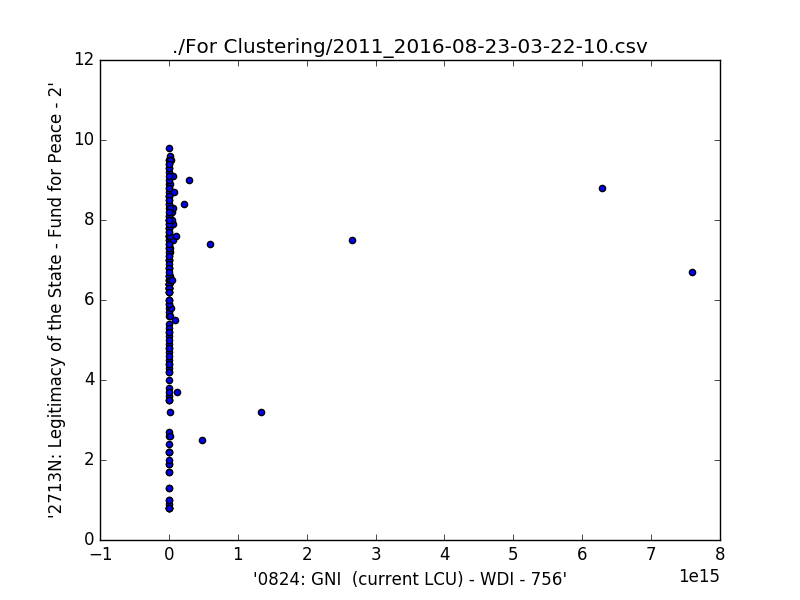 ./For Clustering/2011_2016-08-23-03-22-10.csv
12
10
8
6
4
2
0
'2713N: Legitimacy of the State - Fund for Peace - 2'
−1 0 1 2 3 4 5 6 7 8
1e15
'0824: GNI  (current LCU) - WDI - 756'